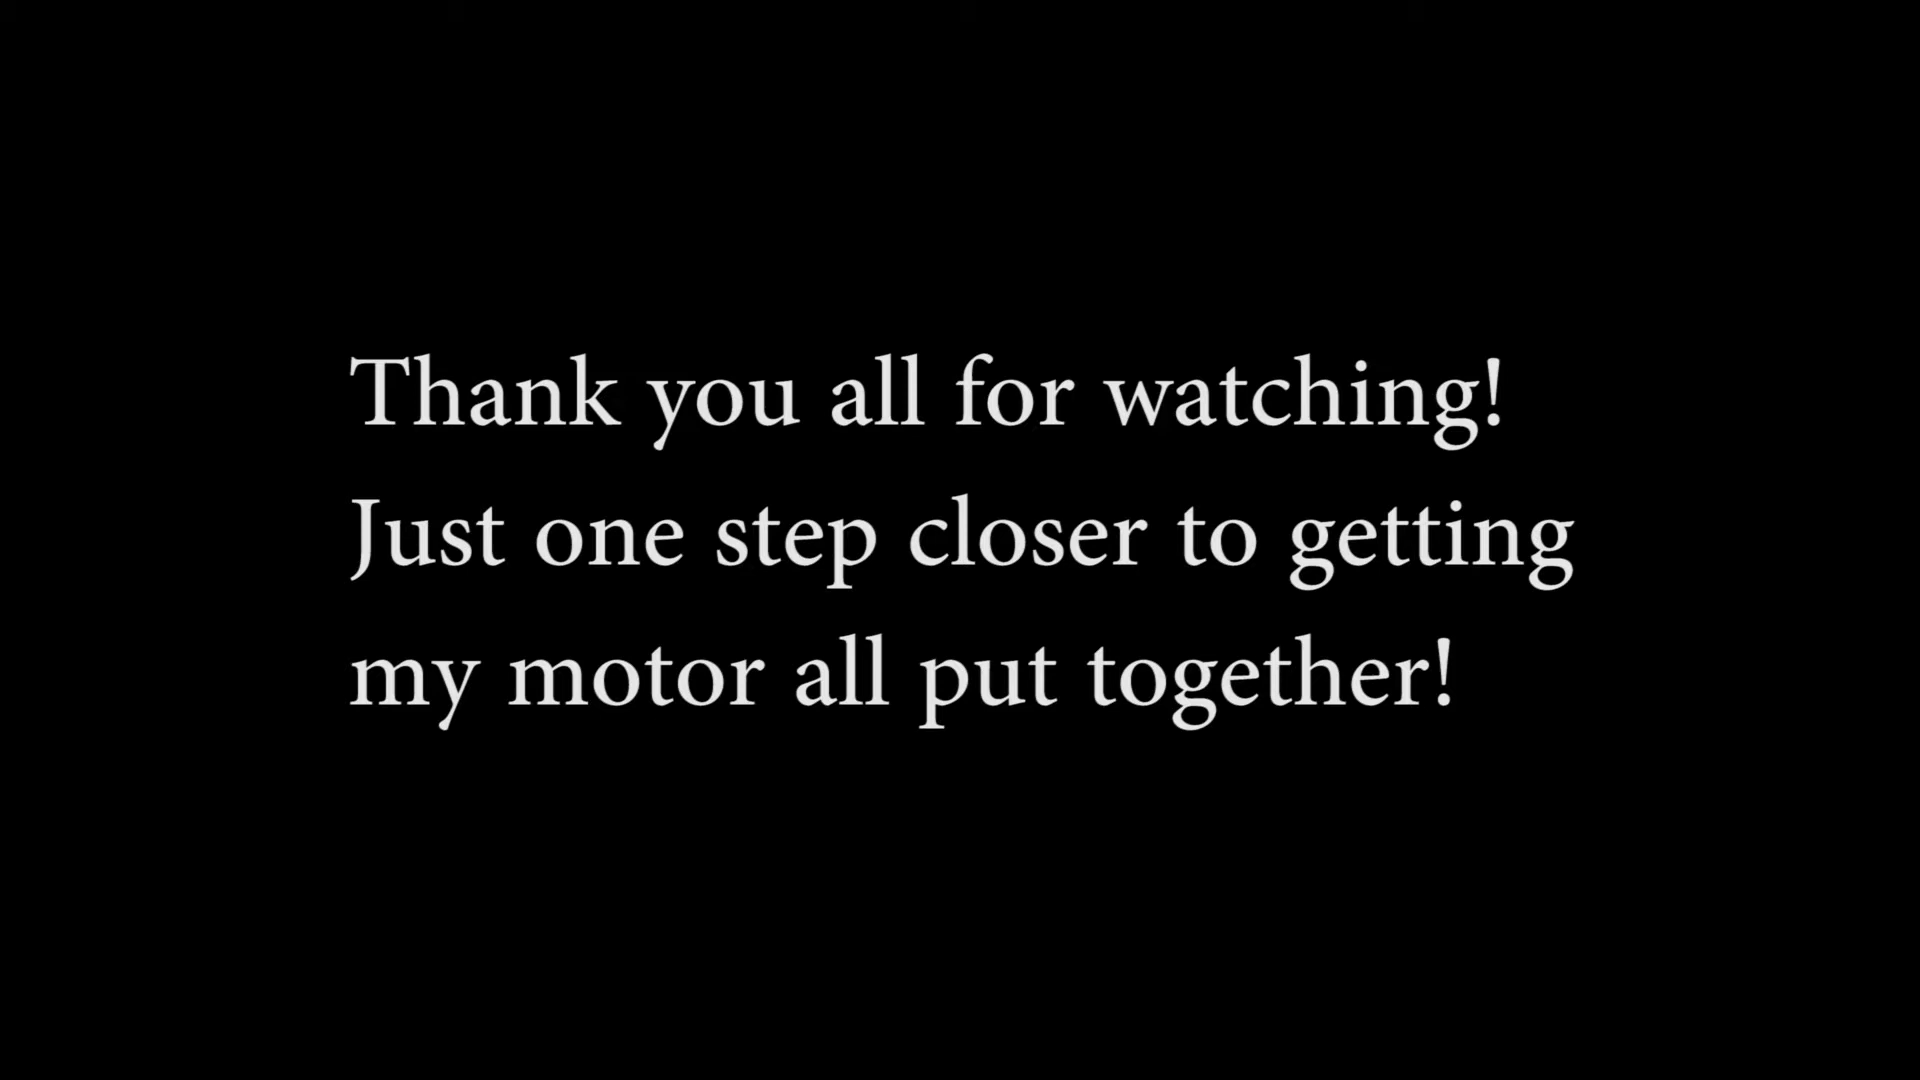 Thank you all for watching!
Just one step closer to getting
my motor all put together!